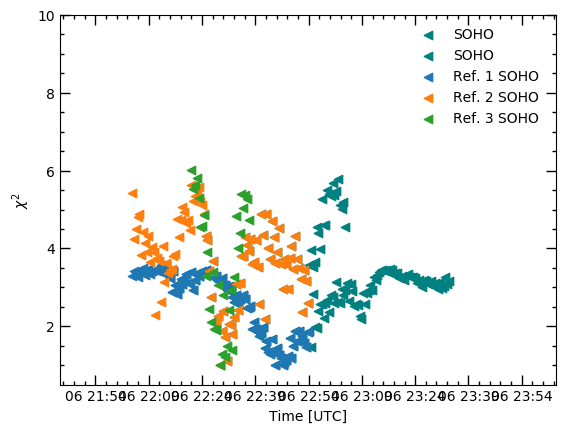 10
8
6
4
2
χ²
SOHO
SOHO
Ref. 1 SOHO
Ref. 2 SOHO
Ref. 3 SOHO
06 21:54 06 22:09 06 22:24 06 22:39 06 22:54 06 23:09 06 23:24 06 23:39 06 23:54
Time [UTC]